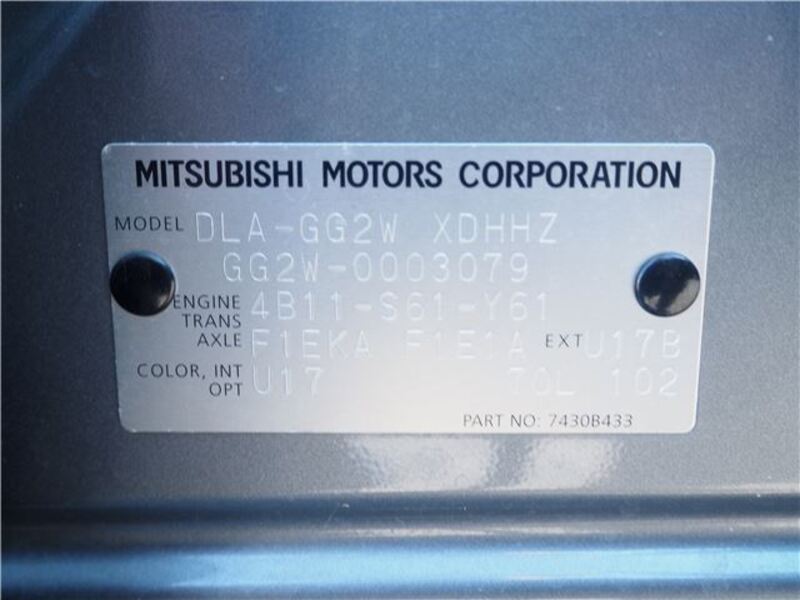 MITSUBISHI MOTORS CORPORATION
MODEL DLA-GG2W XDHHZ
GG2W-0003079
ENGINE 4B11-S61-Y61
TRANS
AXLE F1EKA F1E1A EXT U17B
COLOR, INT U17 TOL 102
OPT
PART NO: 7430B433